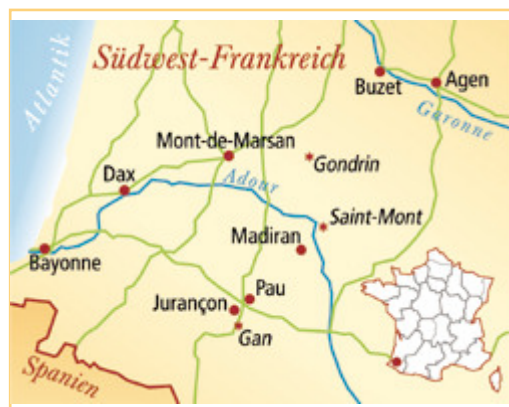 Atlantik
Südwest-Frankreich
Buzet
Agen
Garonne
Mont-de-Marsan
Gondrin
Dax
Adour
Saint-Mont
Madiran
Bayonne
Pau
Jurançon
Gan
Spanien